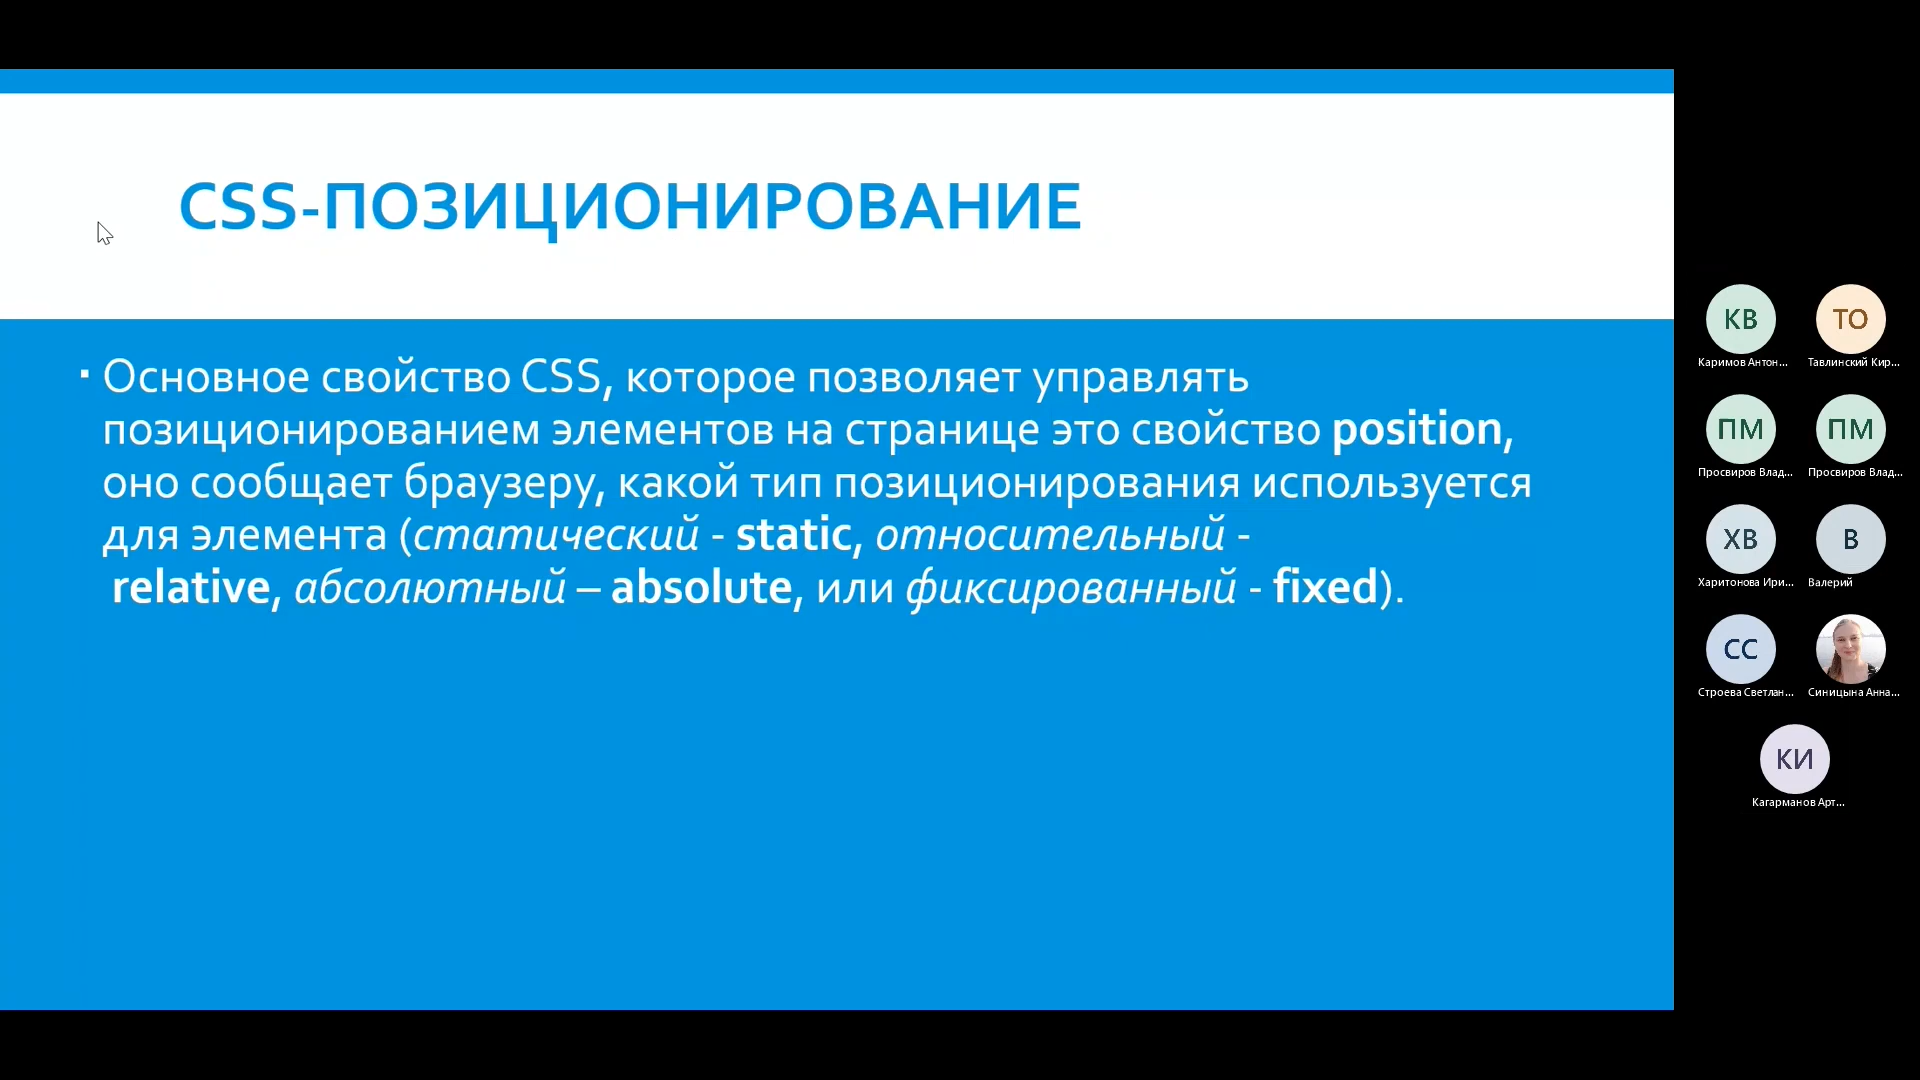 CSS-ПОЗИЦИОНИРОВАНИЕ
▪ Основное свойство CSS, которое позволяет управлять
позиционированием элементов на странице это свойство position,
оно сообщает браузеру, какой тип позиционирования используется
для элемента (статический - static, относительный -
relative, абсолютный – absolute, или фиксированный - fixed).
КВ
ТО
Каримов Антон...
Тавлинский Кир...
ПМ
ПМ
Просвиров Влад...
Просвиров Влад...
ХВ
В
Харитонова Ири...
Валерий
СС
Строева Светлан...
Синицына Анна...
КИ
Кагарманов Арт...